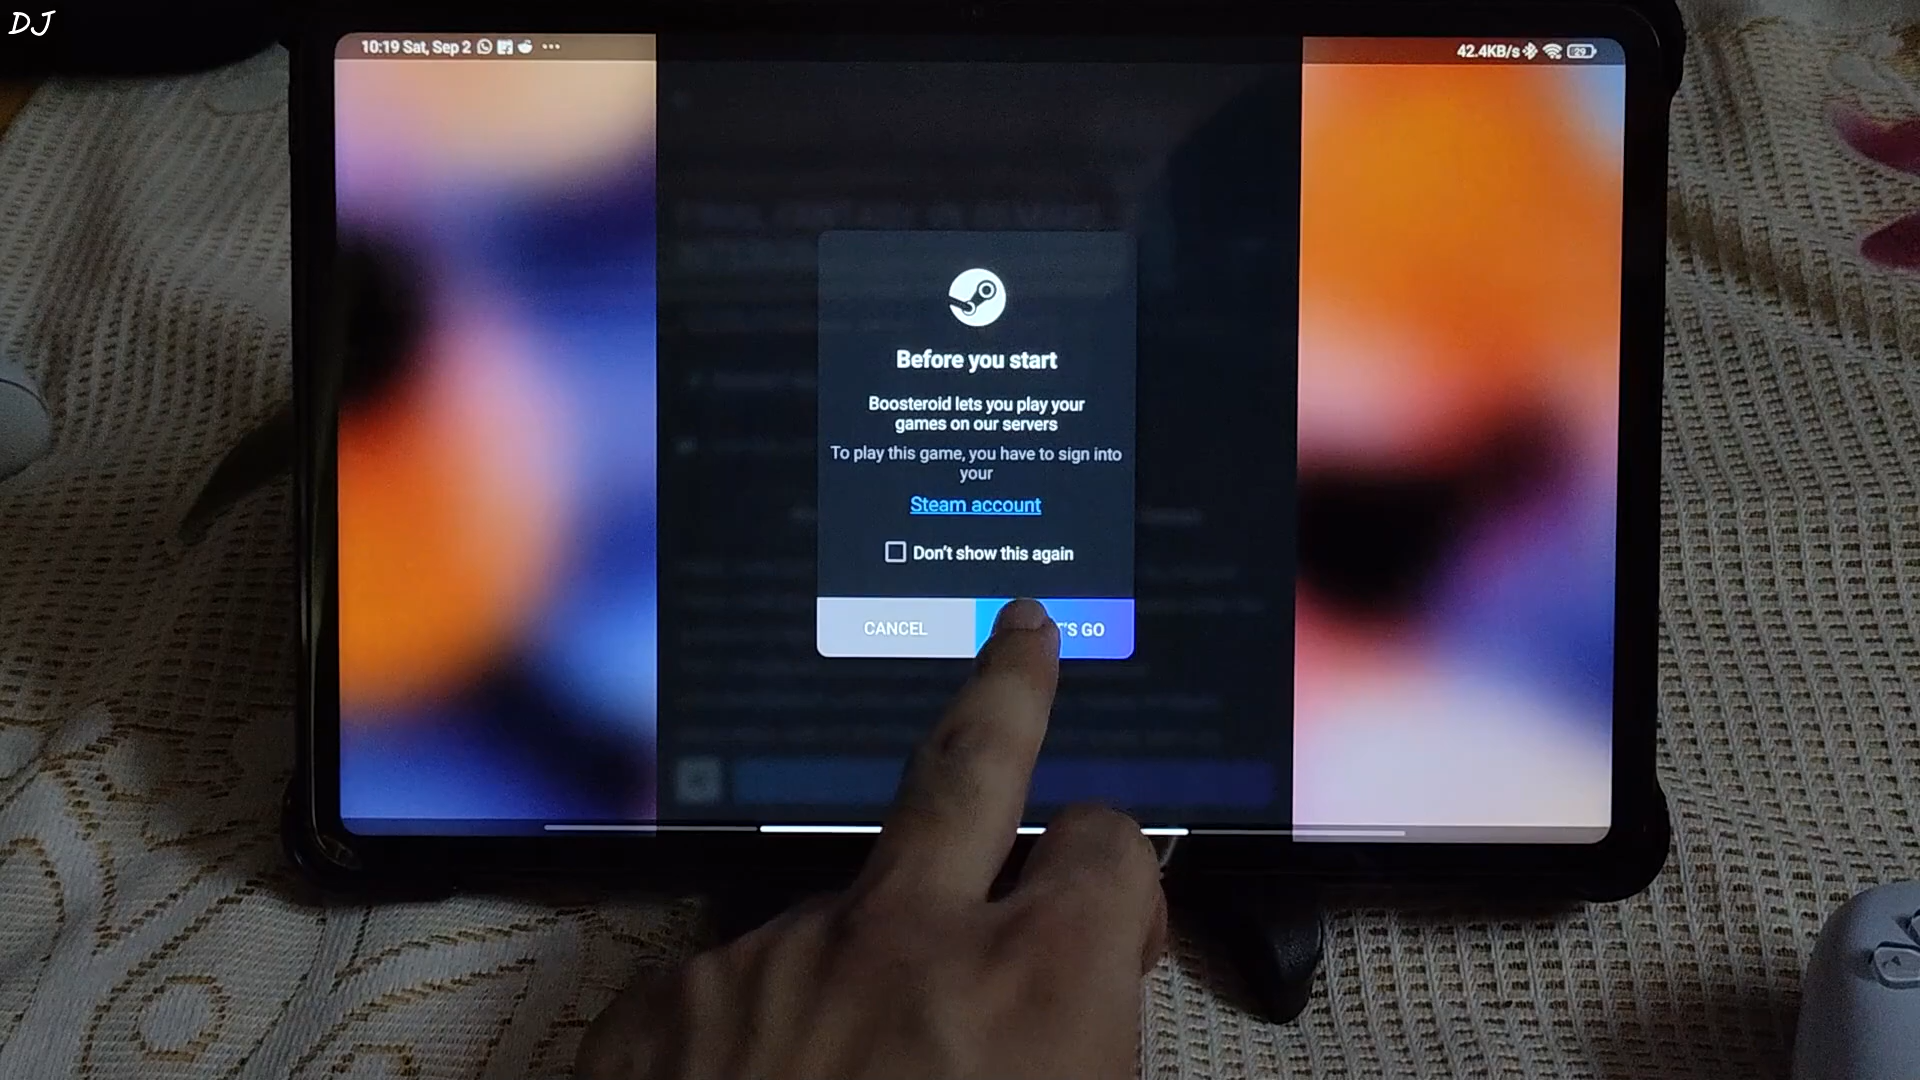 DJ
10:19 Sat, Sep 2
42.4KB/s
29
Before you start
Boosteroid lets you play your
games on our servers
To play this game, you have to sign into
your
Steam account
Don't show this again
CANCEL
'S GO